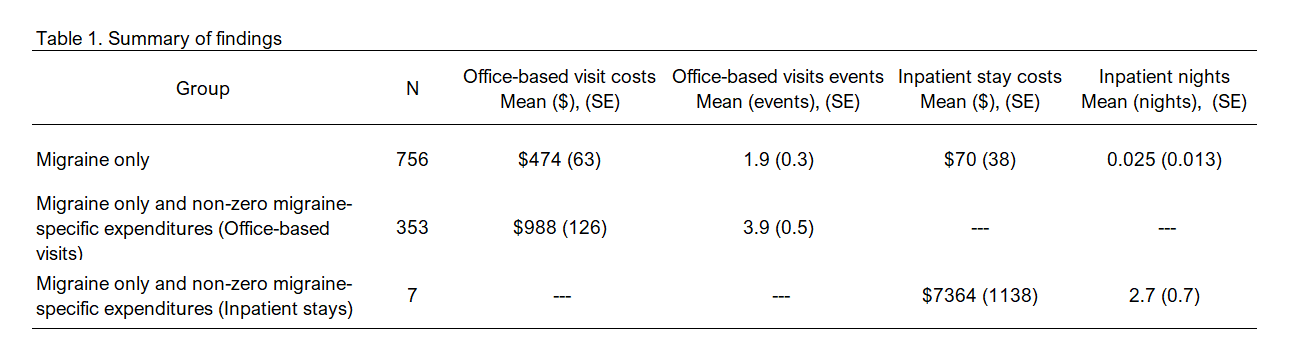 Table 1. Summary of findings
Group N Office-based visit costs Mean ($), (SE) Office-based visits events Mean (events), (SE) Inpatient stay costs Mean ($), (SE) Inpatient nights Mean (nights), (SE)
Migraine only 756 $474 (63) 1.9 (0.3) $70 (38) 0.025 (0.013)
Migraine only and non-zero migraine-
specific expenditures (Office-based 353 $988 (126) 3.9 (0.5) --- ---
visits)
Migraine only and non-zero migraine-
specific expenditures (Inpatient stays) 7 --- --- $7364 (1138) 2.7 (0.7)